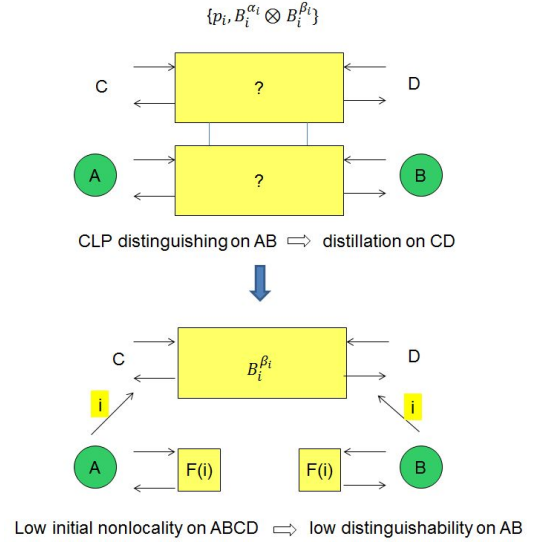 {p_i, B_i^{α_i} ⊗ B_i^{β_i}}
C ? D
A ? B
CLP distinguishing on AB ⇨ distillation on CD
C B_i^{β_i} D
i i
A F(i) F(i) B
Low initial nonlocality on ABCD ⇨ low distinguishability on AB